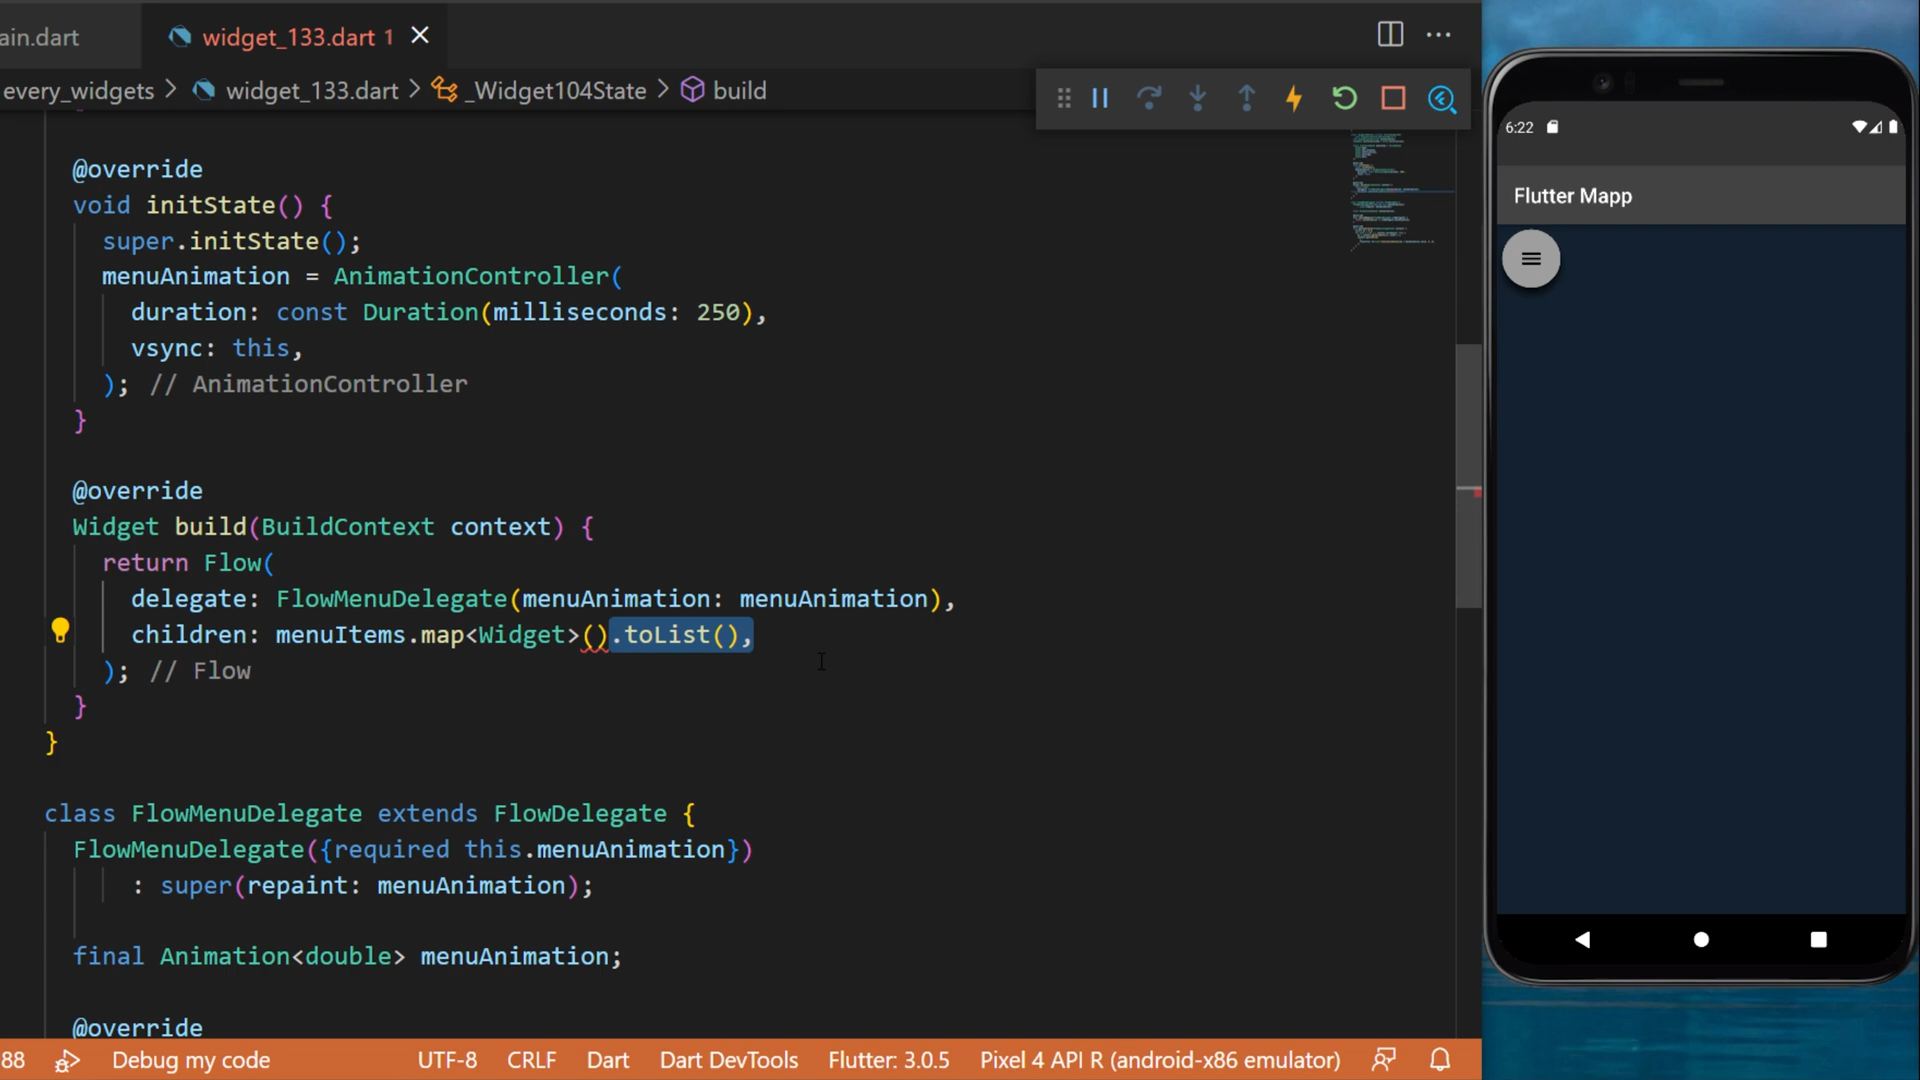 ain.dart
widget_133.dart 1
every_widgets > widget_133.dart > _Widget104State > build
@override
void initState() {
super.initState();
menuAnimation = AnimationController(
duration: const Duration(milliseconds: 250),
vsync: this,
); // AnimationController
}
@override
Widget build(BuildContext context) {
return Flow(
delegate: FlowMenuDelegate(menuAnimation: menuAnimation),
children: menuItems.map<Widget>().toList(),
); // Flow
}
}
class FlowMenuDelegate extends FlowDelegate {
FlowMenuDelegate({required this.menuAnimation})
: super(repaint: menuAnimation);
final Animation<double> menuAnimation;
@override
88 Debug my code UTF-8 CRLF Dart Dart DevTools Flutter: 3.0.5 Pixel 4 API R (android-x86 emulator)
6:22
Flutter Mapp